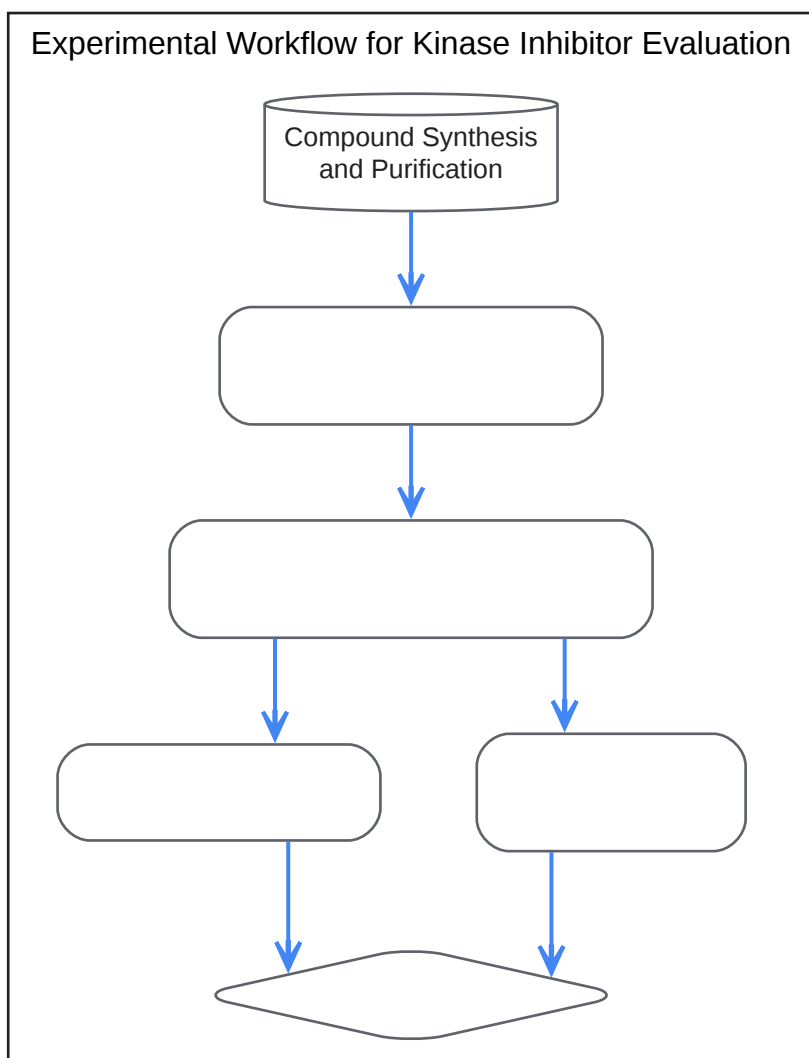 Experimental Workflow for Kinase Inhibitor Evaluation
Compound Synthesis
and Purification